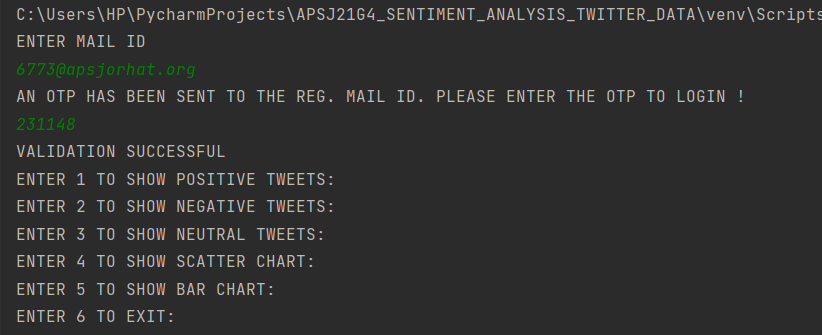 C:\Users\HP\PycharmProjects\APSJ21G4_SENTIMENT_ANALYSIS_TWITTER_DATA\venv\Scripts
ENTER MAIL ID
6773@apsjorhat.org
AN OTP HAS BEEN SENT TO THE REG. MAIL ID. PLEASE ENTER THE OTP TO LOGIN !
231148
VALIDATION SUCCESSFUL
ENTER 1 TO SHOW POSITIVE TWEETS:
ENTER 2 TO SHOW NEGATIVE TWEETS:
ENTER 3 TO SHOW NEUTRAL TWEETS:
ENTER 4 TO SHOW SCATTER CHART:
ENTER 5 TO SHOW BAR CHART:
ENTER 6 TO EXIT: